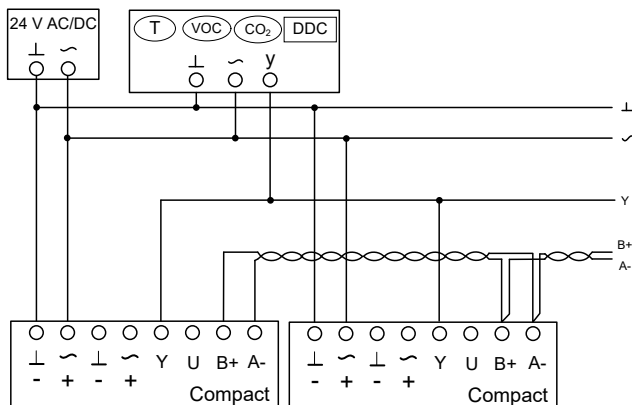 24 V AC/DC
T VOC CO₂ DDC
⊥ ~
⊥ ~ y
⊥
~
Y
B+
A-
⊥ ~ ⊥ ~ Y U B+ A-
- + - +
Compact
⊥ ~ ⊥ ~ Y U B+ A-
- + - +
Compact